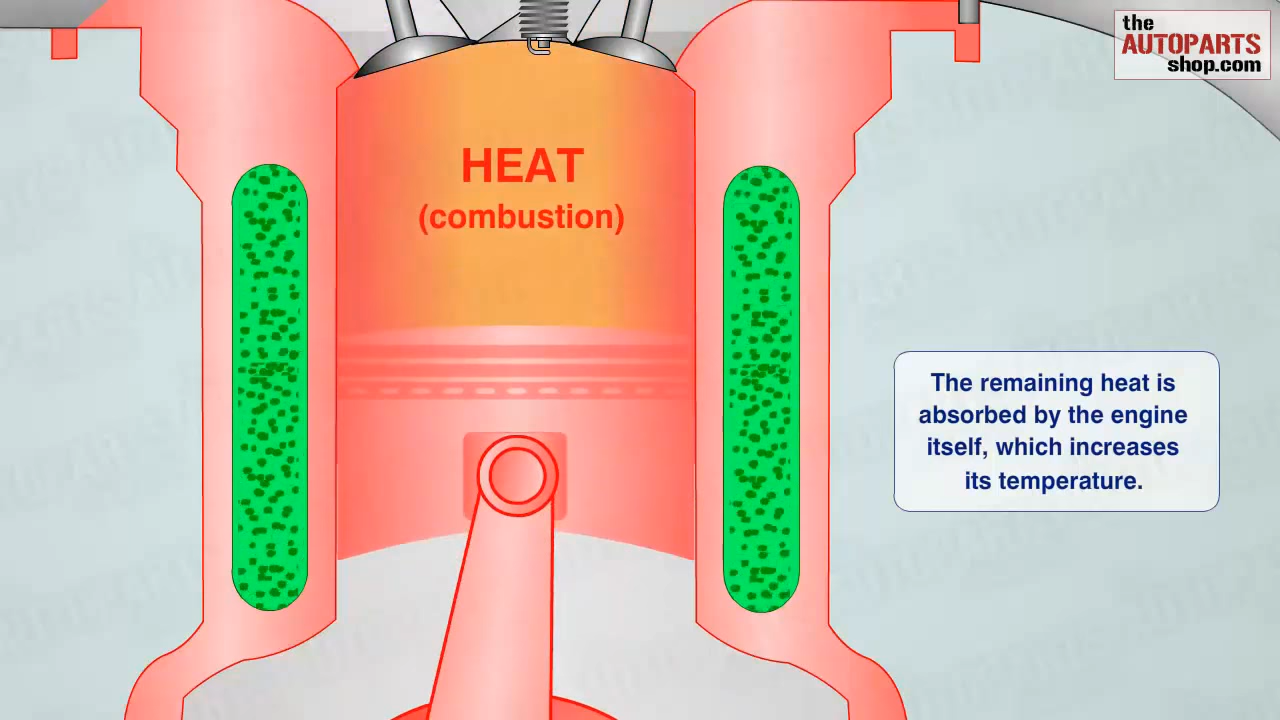 the
AUTOPARTS
shop.com
HEAT
(combustion)
The remaining heat is
absorbed by the engine
itself, which increases
its temperature.